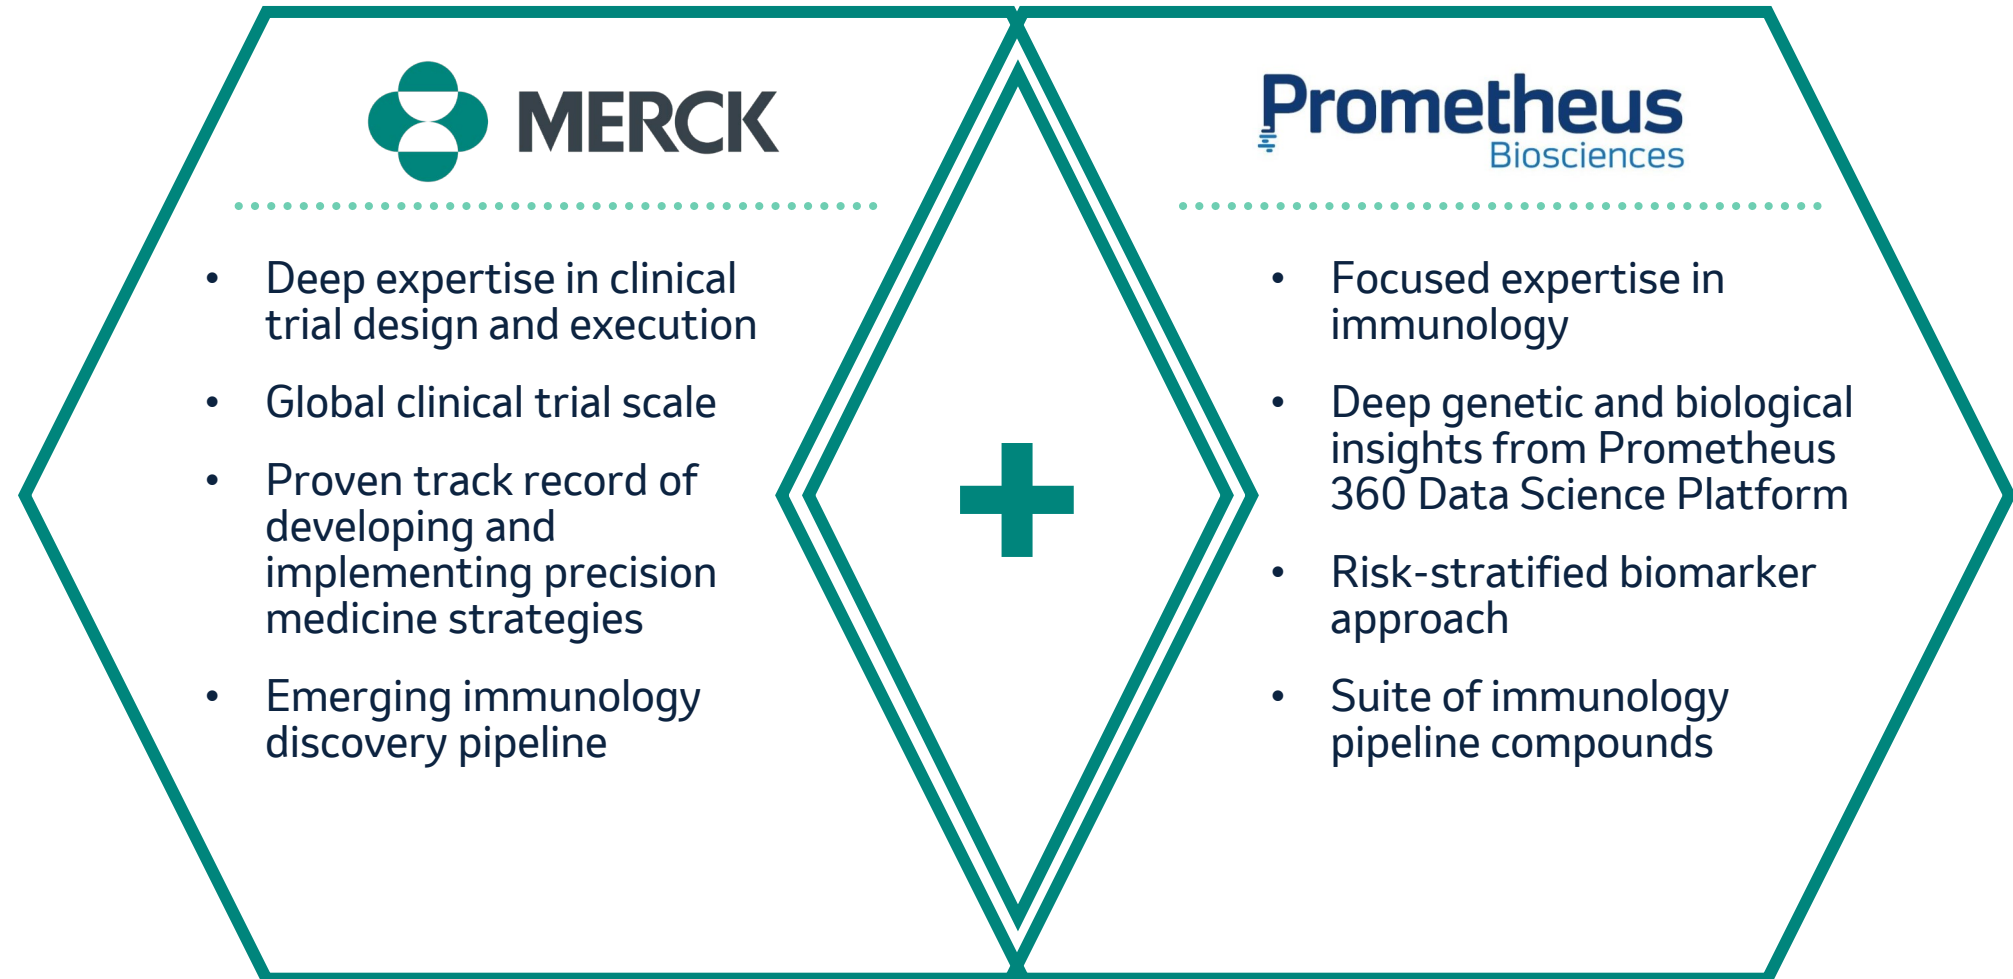 MERCK
• Deep expertise in clinical
trial design and execution
• Global clinical trial scale
• Proven track record of
developing and
implementing precision
medicine strategies
• Emerging immunology
discovery pipeline
Prometheus
Biosciences
• Focused expertise in
immunology
• Deep genetic and biological
insights from Prometheus
360 Data Science Platform
• Risk-stratified biomarker
approach
• Suite of immunology
pipeline compounds